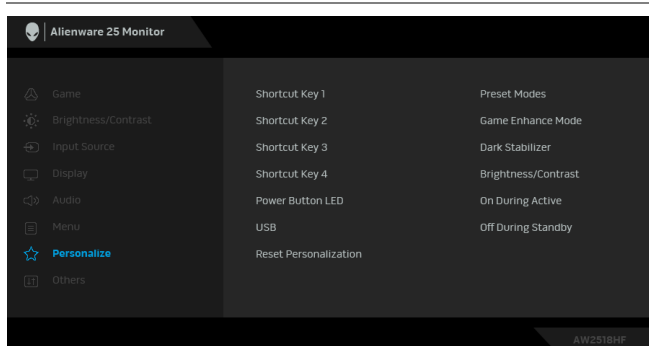 Alienware 25 Monitor
Game
Brightness/Contrast
Input Source
Display
Audio
Menu
Personalize
Others
Shortcut Key 1 Preset Modes
Shortcut Key 2 Game Enhance Mode
Shortcut Key 3 Dark Stabilizer
Shortcut Key 4 Brightness/Contrast
Power Button LED On During Active
USB Off During Standby
Reset Personalization
AW2518HF